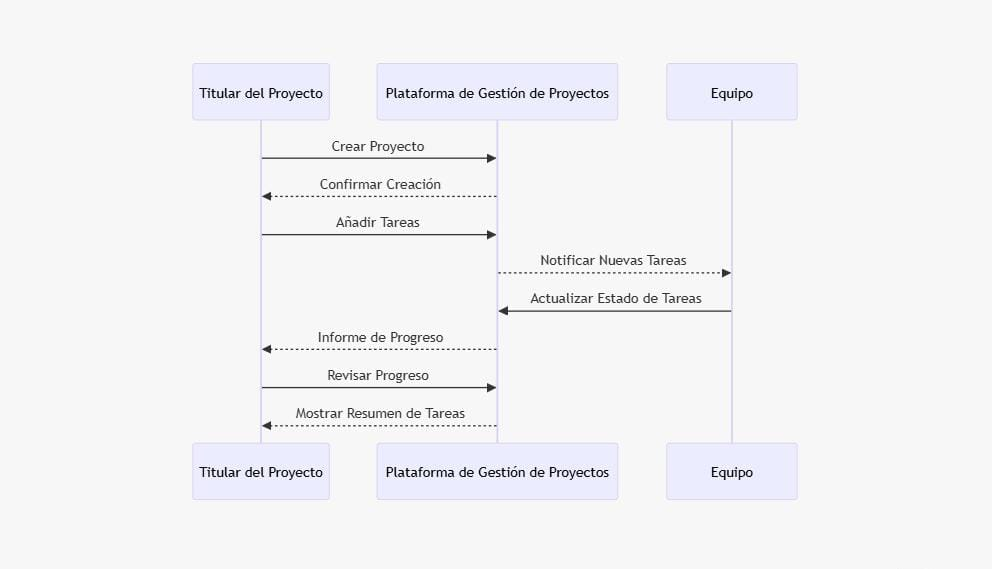 Titular del Proyecto
Plataforma de Gestión de Proyectos
Equipo
Crear Proyecto
Confirmar Creación
Añadir Tareas
Notificar Nuevas Tareas
Actualizar Estado de Tareas
Informe de Progreso
Revisar Progreso
Mostrar Resumen de Tareas
Titular del Proyecto
Plataforma de Gestión de Proyectos
Equipo